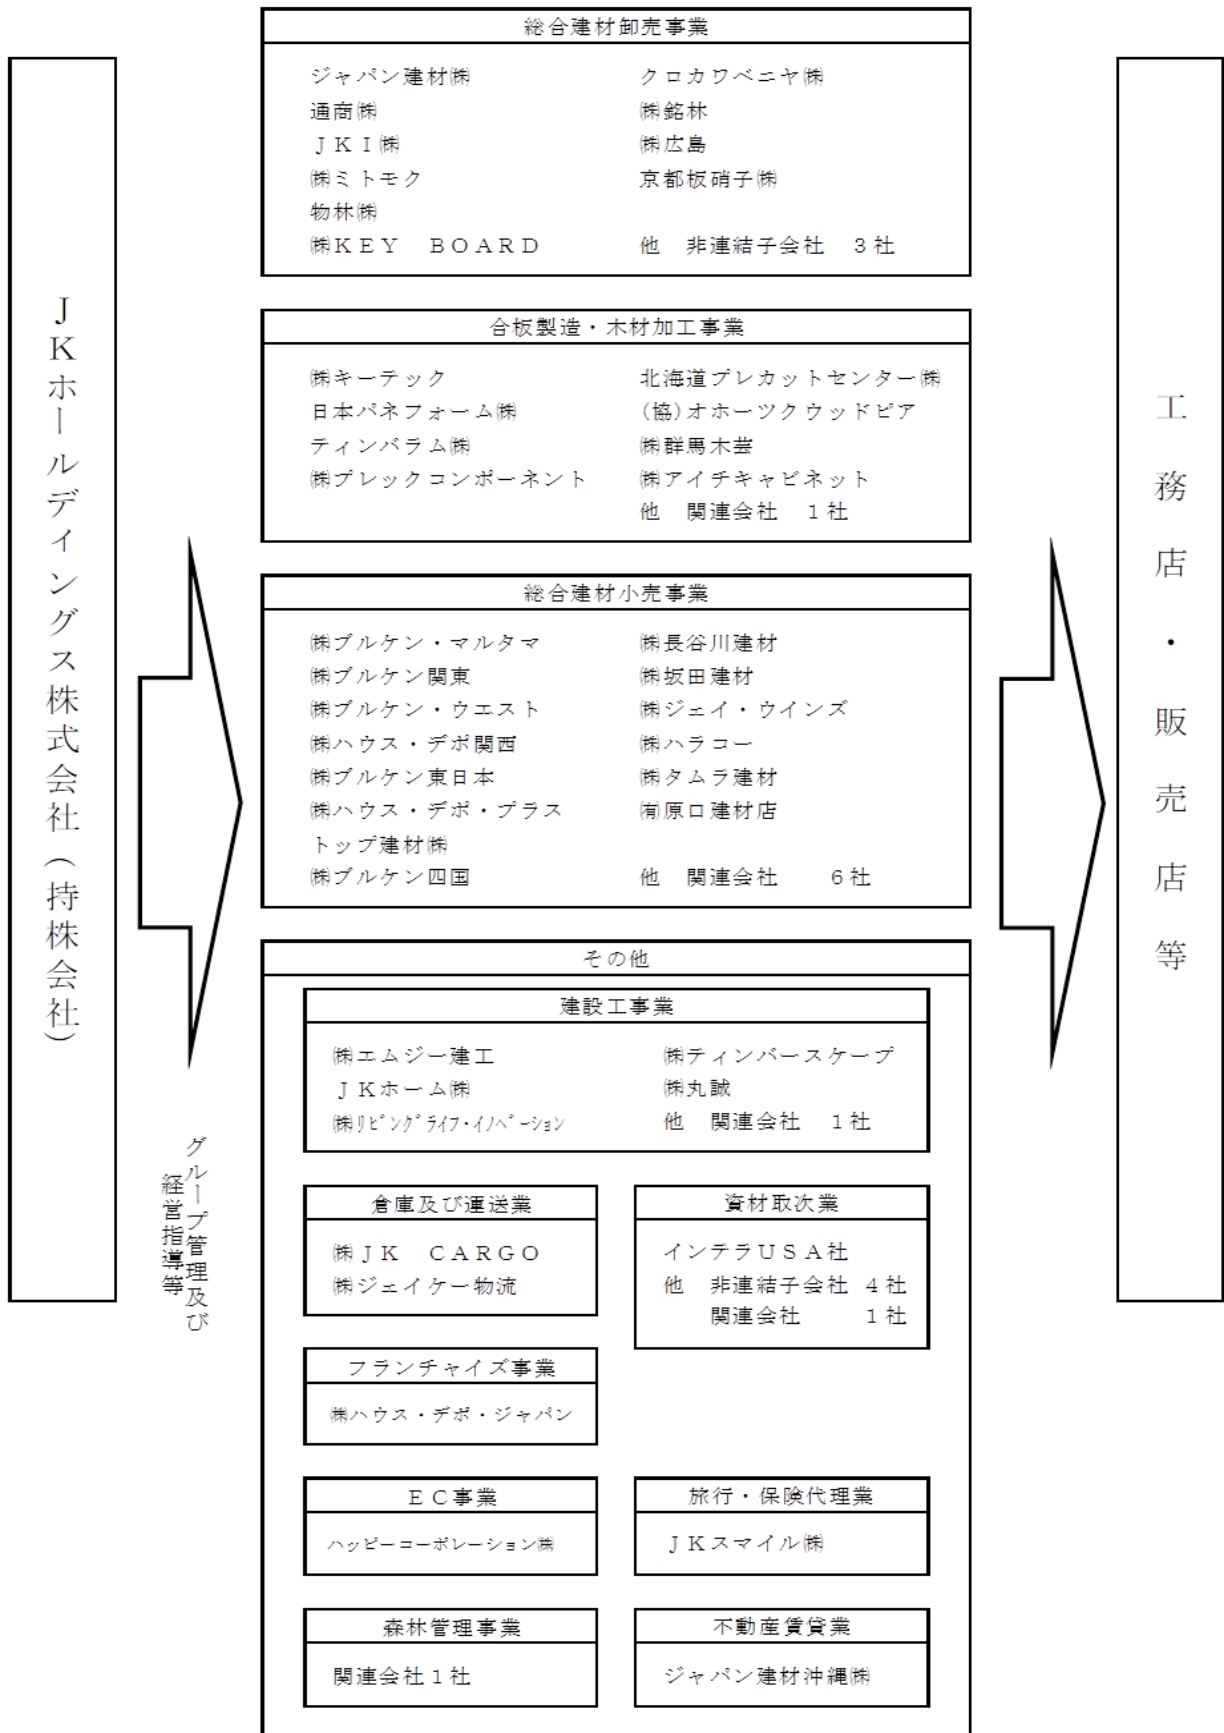 JKホールディングス株式会社(持株会社)
グループ管理及び
経営指導等
総合建材卸売事業
ジャパン建材㈱ クロカワベニヤ㈱
通商㈱ ㈱銘林
JKI㈱ ㈱広島
㈱ミトモク 京都板硝子㈱
物林㈱
㈱KEY BOARD 他 非連結子会社 3社
合板製造・木材加工事業
㈱キーテック 北海道プレカットセンター㈱
日本パネフォーム㈱ (協)オホーツクウッドピア
ティンバラム㈱ ㈱群馬木芸
㈱プレックコンポーネント ㈱アイチキャビネット
他 関連会社 1社
総合建材小売事業
㈱ブルケン・マルタマ ㈱長谷川建材
㈱ブルケン関東 ㈱坂田建材
㈱ブルケン・ウエスト ㈱ジェイ・ウインズ
㈱ハウス・デポ関西 ㈱ハラコー
㈱ブルケン東日本 ㈱タムラ建材
㈱ハウス・デポ・プラス ㈲原口建材店
トップ建材㈱
㈱ブルケン四国 他 関連会社 6社
その他
建設工事業
㈱エムジー建工 ㈱ティンバースケープ
JKホーム㈱ ㈱丸誠
㈱ﾘﾋﾞﾝｸﾞﾗｲﾌ･ｲﾉﾍﾞｰｼｮﾝ 他 関連会社 1社
倉庫及び運送業
㈱JK CARGO
㈱ジェイケー物流
資材取次業
インテラUSA社
他 非連結子会社 4社
関連会社 1社
フランチャイズ事業
㈱ハウス・デポ・ジャパン
EC事業
ハッピーコーポレーション㈱
旅行・保険代理業
JKスマイル㈱
森林管理事業
関連会社1社
不動産賃貸業
ジャパン建材沖縄㈱
工務店・販売店等